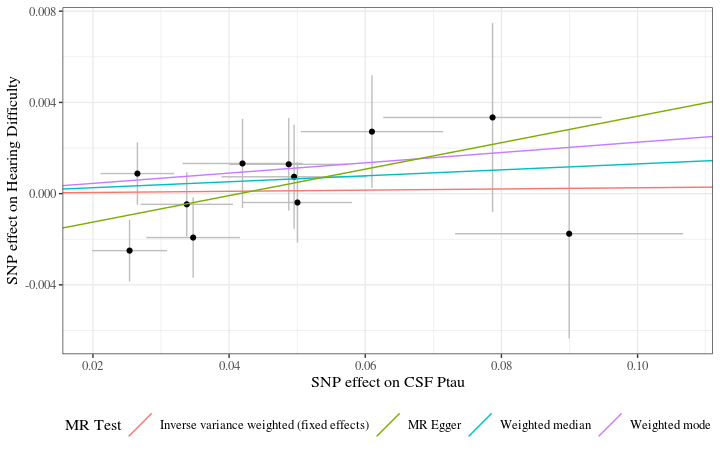 0.008
0.004
0.000
-0.004
SNP effect on Hearing Difficulty
0.02 0.04 0.06 0.08 0.10
SNP effect on CSF Ptau
MR Test Inverse variance weighted (fixed effects) MR Egger Weighted median Weighted mode